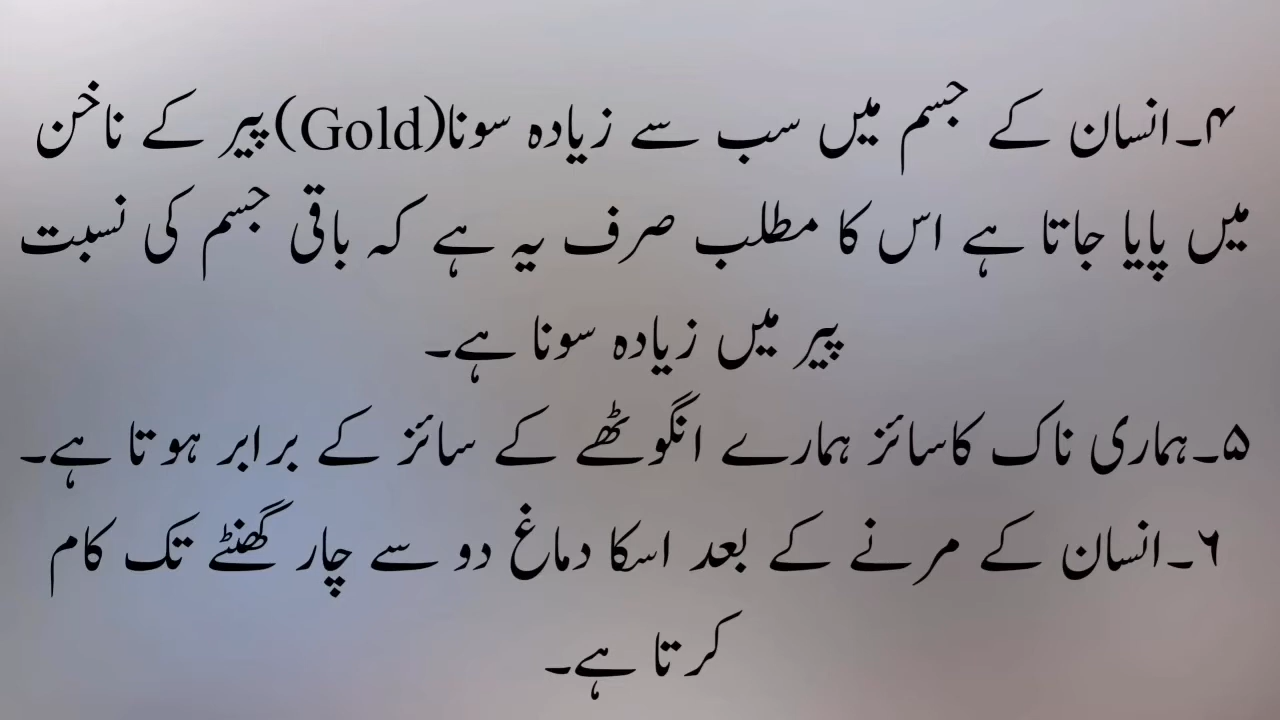 ۴۔انسان کے جسم میں سب سے زیادہ سونا(Gold)پیر کے ناخن
میں پایا جاتا ہے اس کا مطلب صرف یہ ہے کہ باقی جسم کی نسبت
پیر میں زیادہ سونا ہے۔
۵۔ہماری ناک کاسائز ہمارے انگوٹھے کے سائز کے برابر ہوتا ہے۔
۶۔انسان کے مرنے کے بعد اسکا دماغ دو سے چار گھنٹے تک کام
کرتا ہے۔